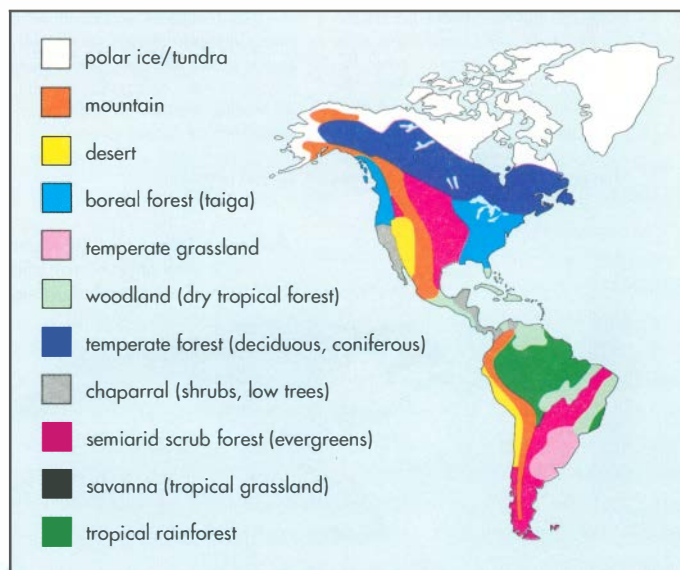 polar ice/tundra
mountain
desert
boreal forest (taiga)
temperate grassland
woodland (dry tropical forest)
temperate forest (deciduous, coniferous)
chaparral (shrubs, low trees)
semiarid scrub forest (evergreens)
savanna (tropical grassland)
tropical rainforest